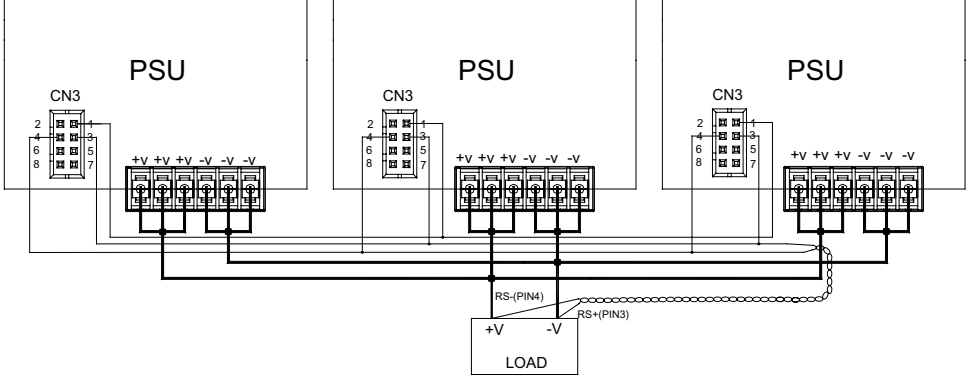 PSU
PSU
PSU
CN3
CN3
CN3
2 1
4 3
6 5
8 7
2 1
4 3
6 5
8 7
2 1
4 3
6 5
8 7
+V +V +V -V -V -V
+V +V +V -V -V -V
+V +V +V -V -V -V
RS-(PIN4)
RS+(PIN3)
+V -V
LOAD